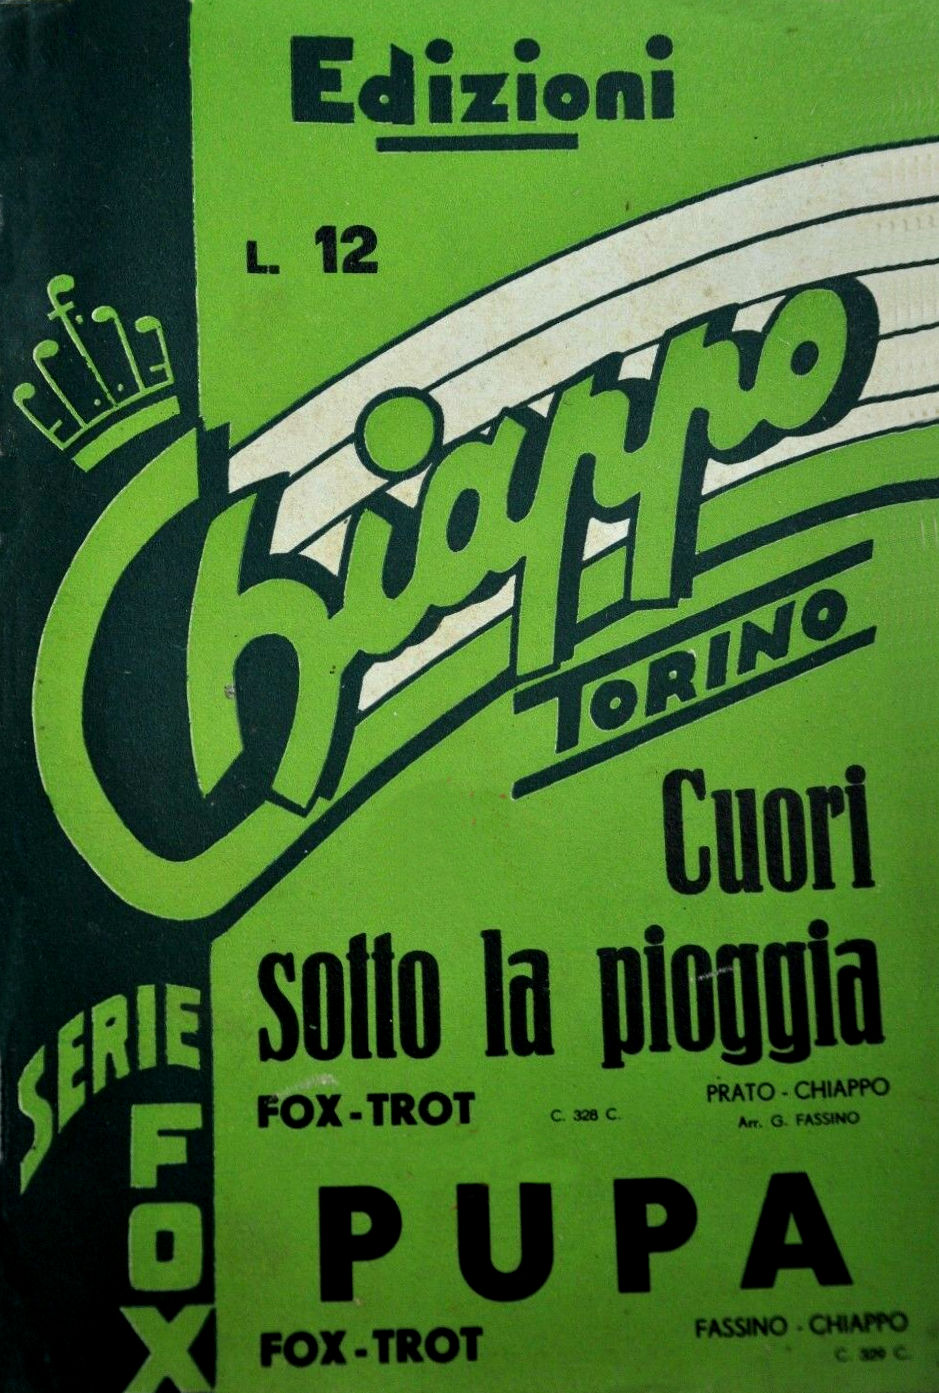 Edizioni
L. 12
Chiappo
TORINO
Cuori
sotto la pioggia
FOX-TROT
C. 328 C.
PRATO - CHIAPPO
Arr. G. FASSINO
PUPA
FOX-TROT
FASSINO - CHIAPPO
C. 329 C.
SERIE
FOX